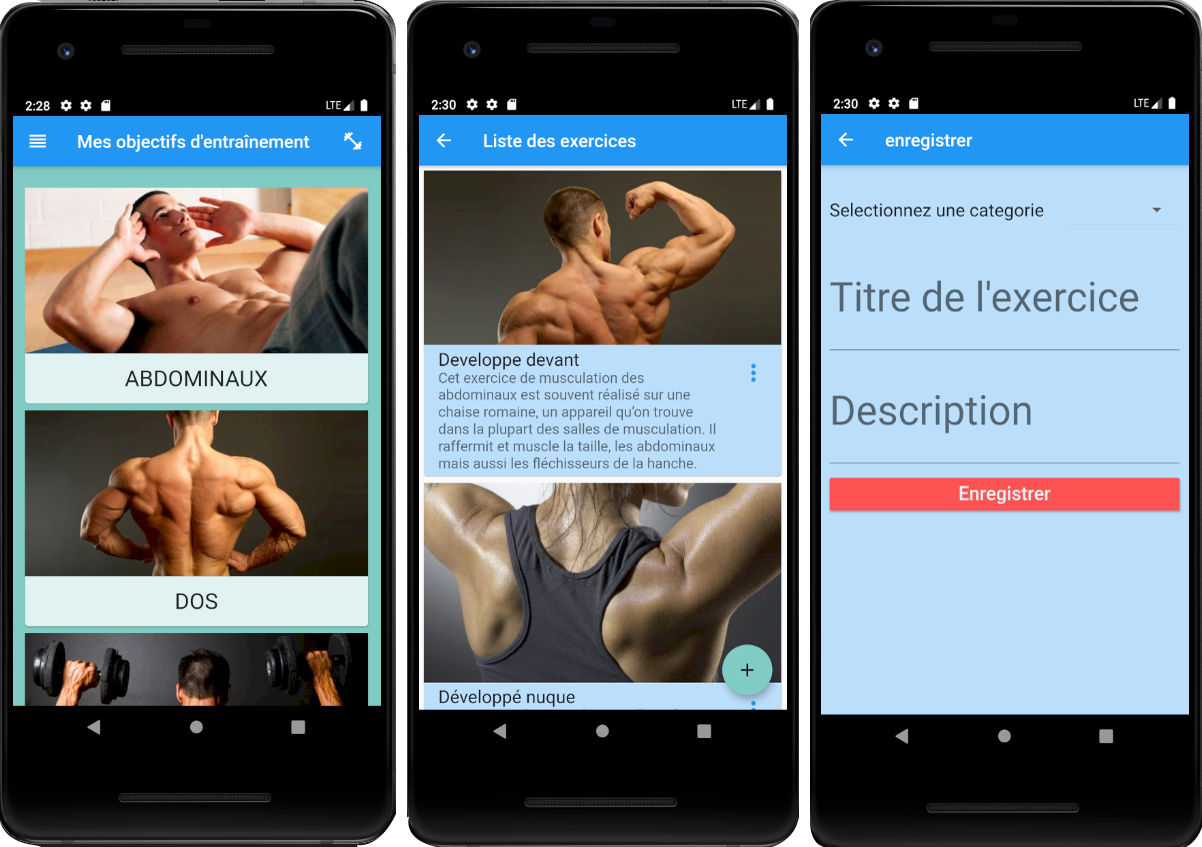 2:28
LTE
Mes objectifs d'entraînement
ABDOMINAUX
DOS
2:30
LTE
Liste des exercices
Developpe devant
Cet exercice de musculation des
abdominaux est souvent réalisé sur une
chaise romaine, un appareil qu'on trouve
dans la plupart des salles de musculation. Il
raffermit et muscle la taille, les abdominaux
mais aussi les fléchisseurs de la hanche.
+
Développé nuque
2:30
LTE
enregistrer
Selectionnez une categorie
Titre de l'exercice
Description
Enregistrer